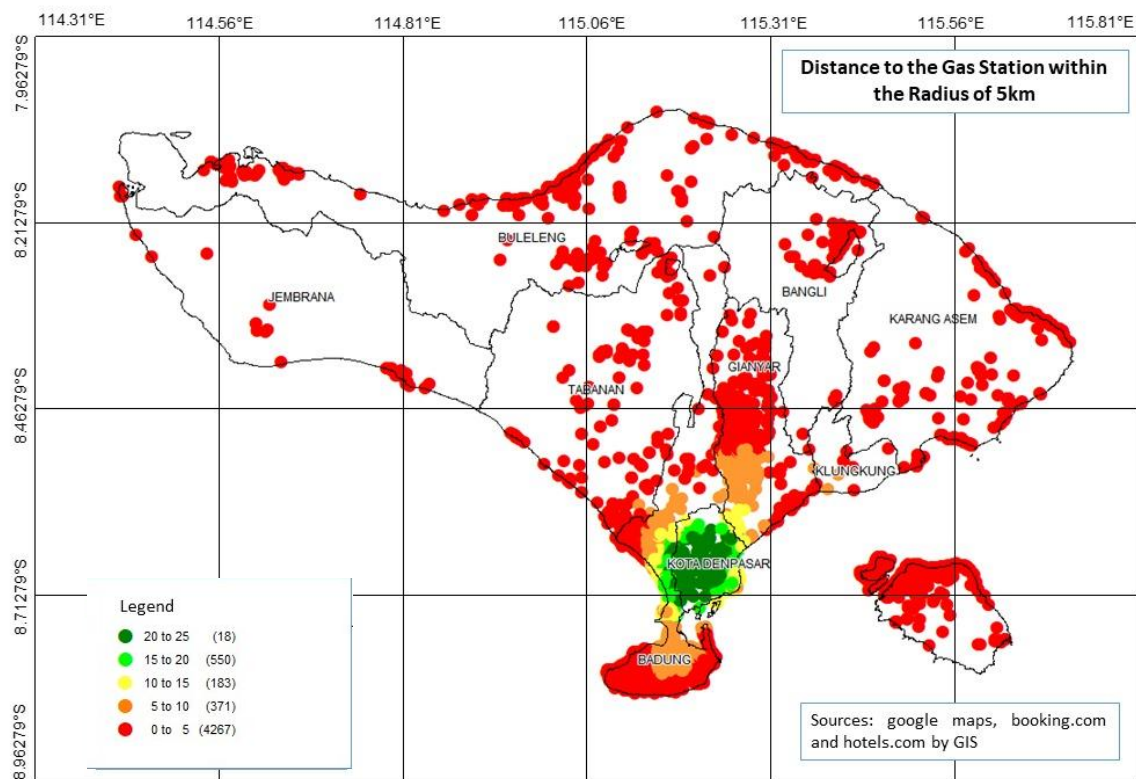 114.31°E 114.56°E 114.81°E 115.06°E 115.31°E 115.56°E 115.81°E
7.96279°S
8.21279°S
8.46279°S
8.71279°S
8.96279°S
Distance to the Gas Station within
the Radius of 5km
BULELENG
JEMBRANA
BANGLI
KARANG ASEM
GIANYAR
TABANAN
KLUNGKUNG
KOTA DENPASAR
BADUNG
Legend
20 to 25 (18)
15 to 20 (550)
10 to 15 (183)
5 to 10 (371)
0 to 5 (4267)
Sources: google maps, booking.com
and hotels.com by GIS